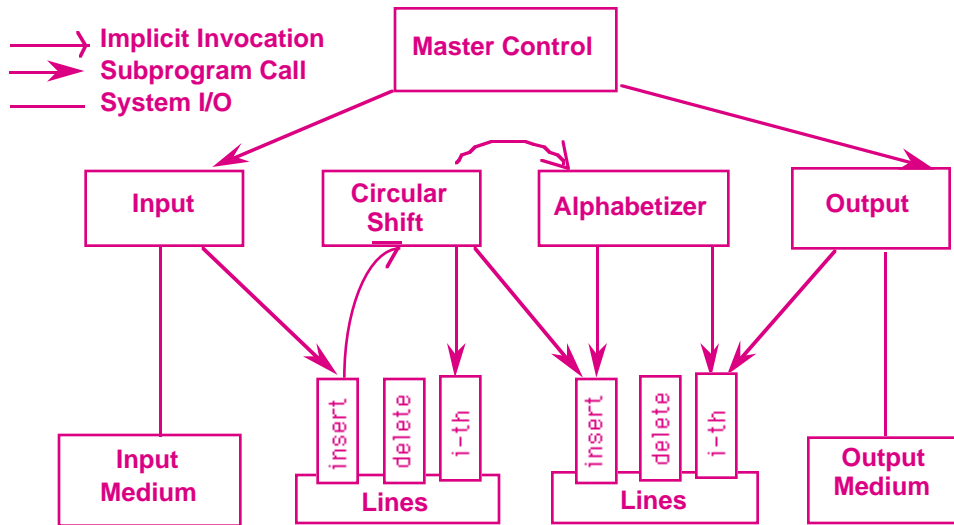 Implicit Invocation
Subprogram Call
System I/O
Master Control
Input
Circular
Shift
Alphabetizer
Output
insert
delete
i-th
insert
delete
i-th
Input
Medium
Lines
Lines
Output
Medium